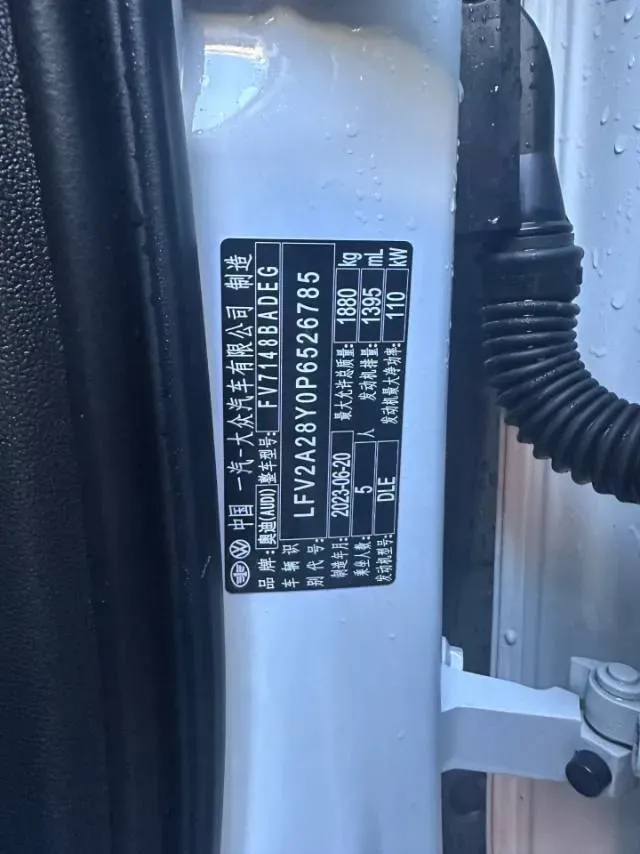 中国 一汽-大众汽车有限公司 制造
品牌:奥迪(AUDI) 整车型号: FV7148BADEG
车辆识别代号: LFV2A28Y0P6526785
制造年月: 2023-06-20 最大允许总质量: 1880 kg
乘坐人数: 5 人 发动机排量: 1395 mL
发动机型号: DLE 发动机最大净功率: 110 kW